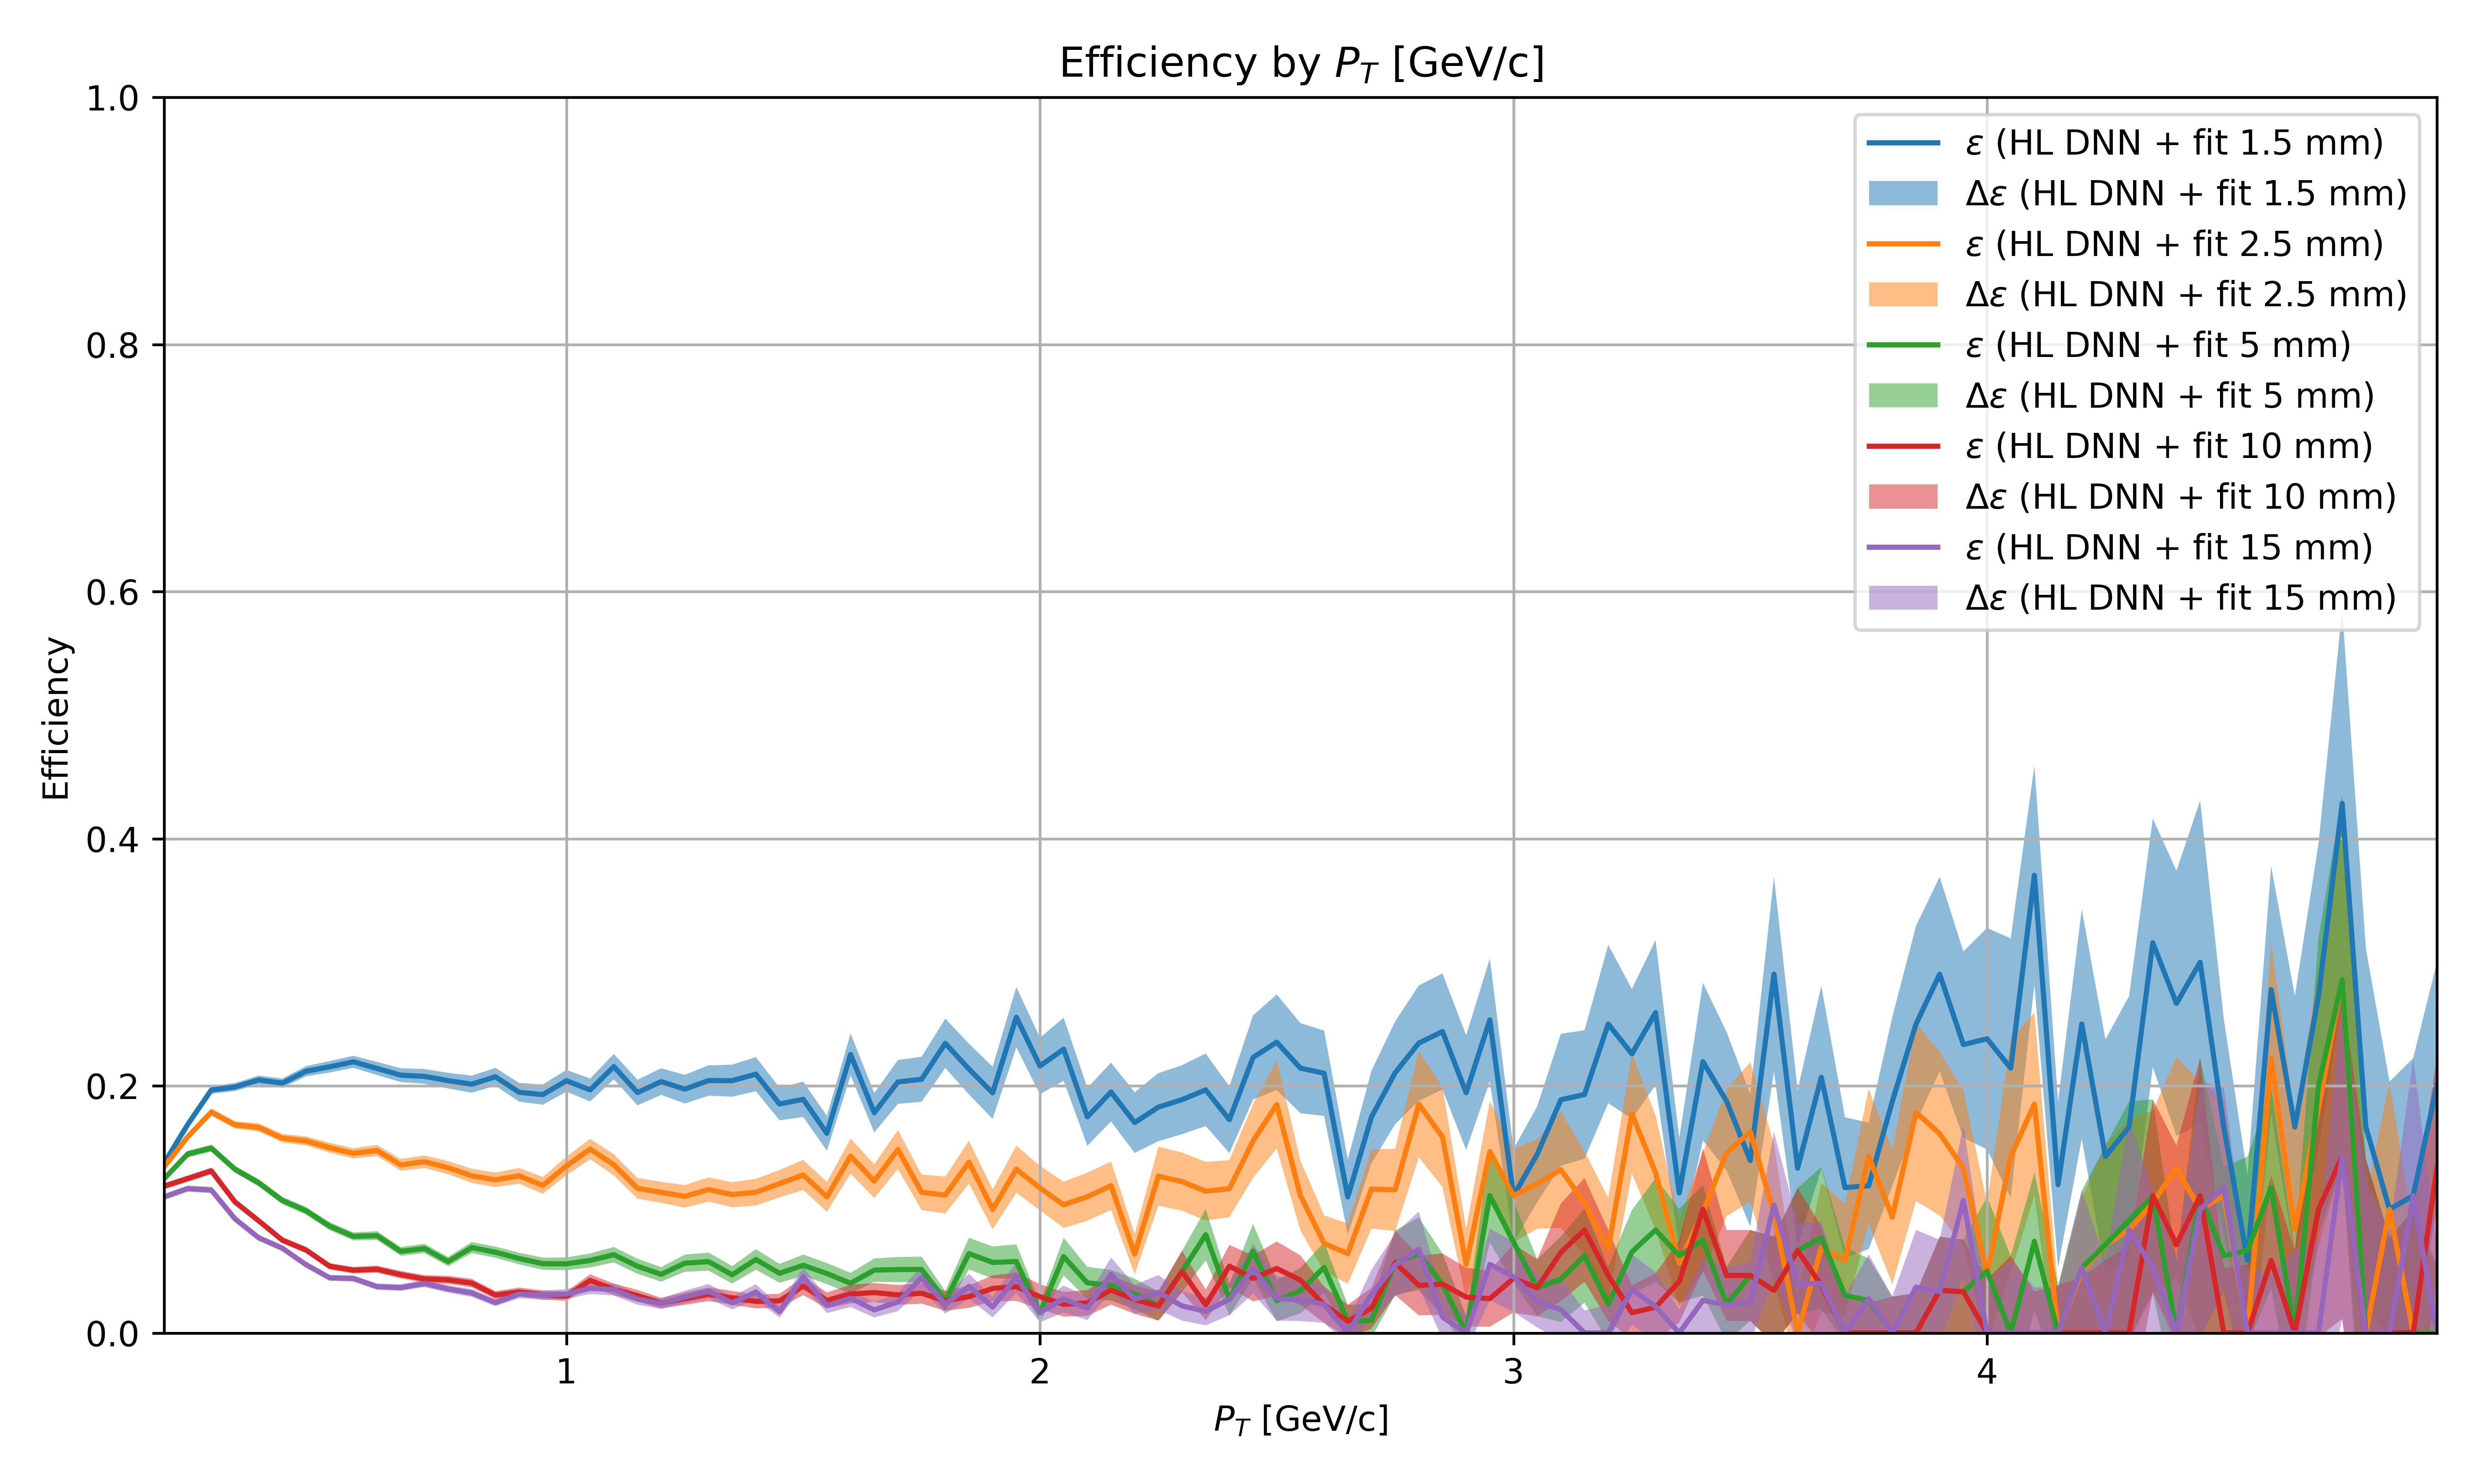 Efficiency by P_T [GeV/c]
1.0
0.8
0.6
0.4
0.2
0.0
Efficiency
1 2 3 4
P_T [GeV/c]
ε (HL DNN + fit 1.5 mm)
Δε (HL DNN + fit 1.5 mm)
ε (HL DNN + fit 2.5 mm)
Δε (HL DNN + fit 2.5 mm)
ε (HL DNN + fit 5 mm)
Δε (HL DNN + fit 5 mm)
ε (HL DNN + fit 10 mm)
Δε (HL DNN + fit 10 mm)
ε (HL DNN + fit 15 mm)
Δε (HL DNN + fit 15 mm)